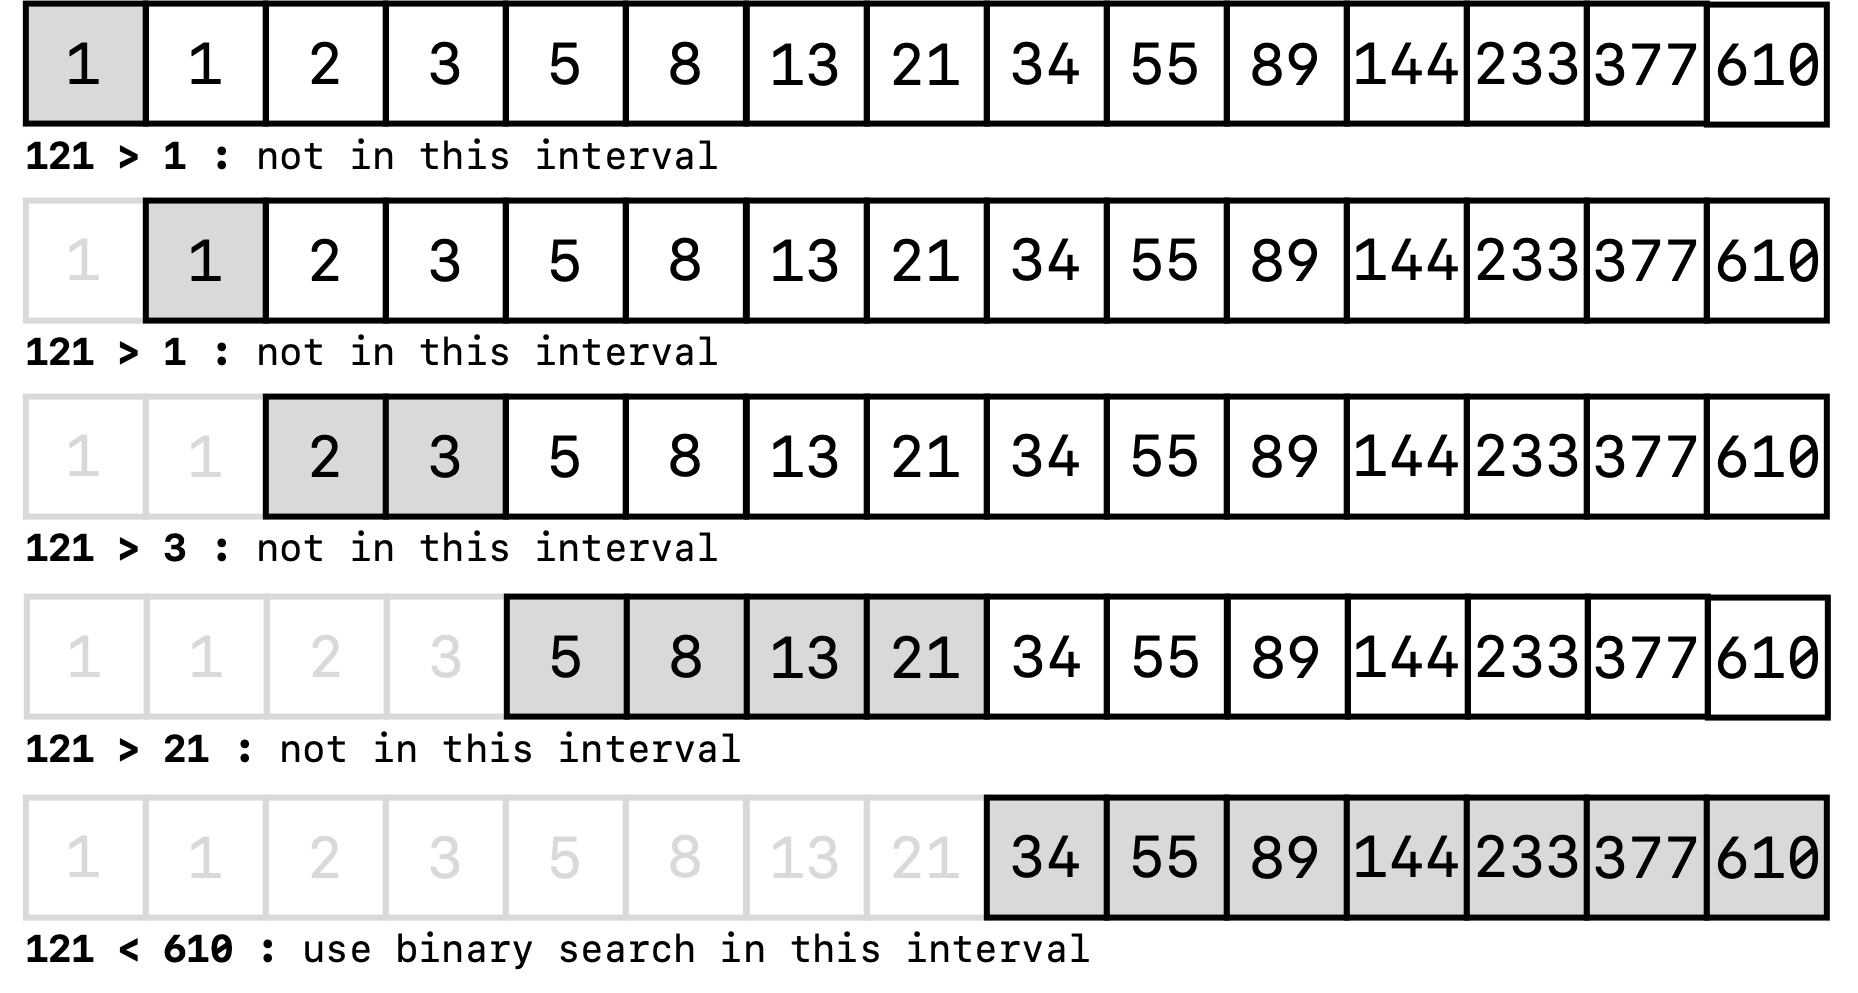 1 1 2 3 5 8 13 21 34 55 89 144 233 377 610
121 > 1 : not in this interval
1 1 2 3 5 8 13 21 34 55 89 144 233 377 610
121 > 1 : not in this interval
1 1 2 3 5 8 13 21 34 55 89 144 233 377 610
121 > 3 : not in this interval
1 1 2 3 5 8 13 21 34 55 89 144 233 377 610
121 > 21 : not in this interval
1 1 2 3 5 8 13 21 34 55 89 144 233 377 610
121 < 610 : use binary search in this interval